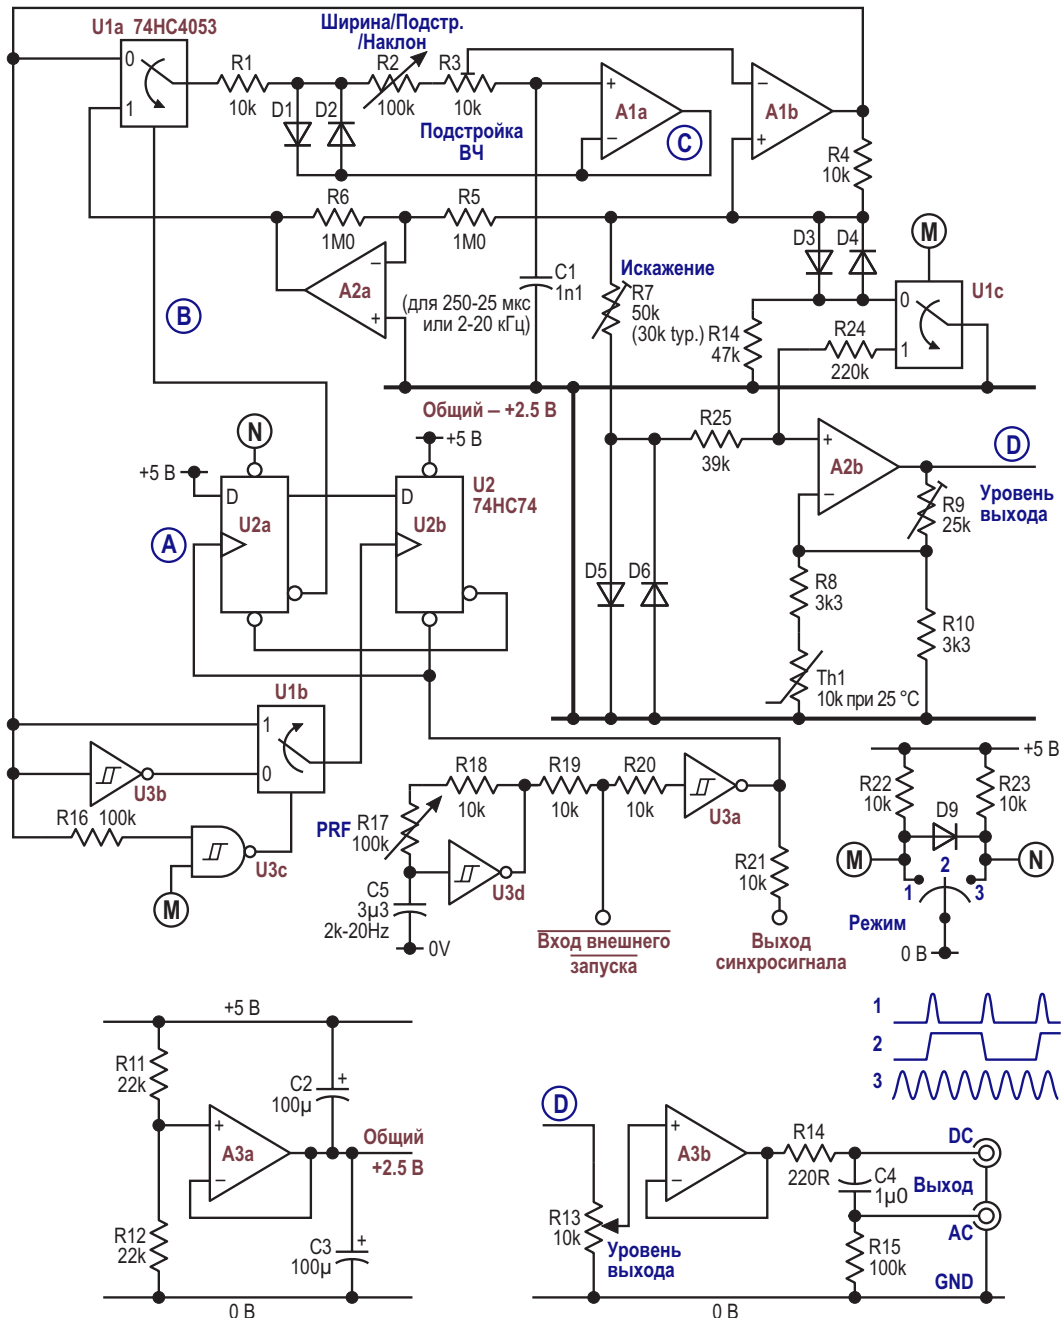 U1a 74HC4053
Ширина/Подстр.
/Наклон
0
1
R1
10k
D1
D2
R2
100k
R3
10k
Подстройка
ВЧ
+
−
A1a
C
−
+
A1b
R4
10k
R6
1M0
R5
1M0
−
+
A2a
B
(для 250-25 мкс
или 2-20 кГц)
C1
1n1
Искажение
R7
50k
(30k typ.)
D3
D4
M
0
1
U1c
R14
47k
R24
220k
Общий – +2.5 В
N
+5 В
+5 В
D
U2a
A
D
U2b
U2
74HC74
R25
39k
+
−
A2b
D
Уровень
выхода
R9
25k
D5
D6
R8
3k3
R10
3k3
Th1
10k при 25 °C
U1b
1
0
U3b
R16 100k
U3c
M
PRF
R17
100k
R18
10k
R19
10k
R20
10k
U3a
U3d
C5
3µ3
2k-20Hz
0V
R21
10k
Вход внешнего
запуска
Выход
синхросигнала
+5 В
R22
10k
R23
10k
D9
M
N
1
2
3
Режим
0 В
1
2
3
+5 В
R11
22k
R12
22k
+
−
A3a
C2
100µ
+
C3
100µ
+
Общий
+2.5 В
0 В
D
R13
10k
Уровень
выхода
+
−
A3b
R14
220R
C4
1µ0
R15
100k
DC
Выход
AC
GND
0 В